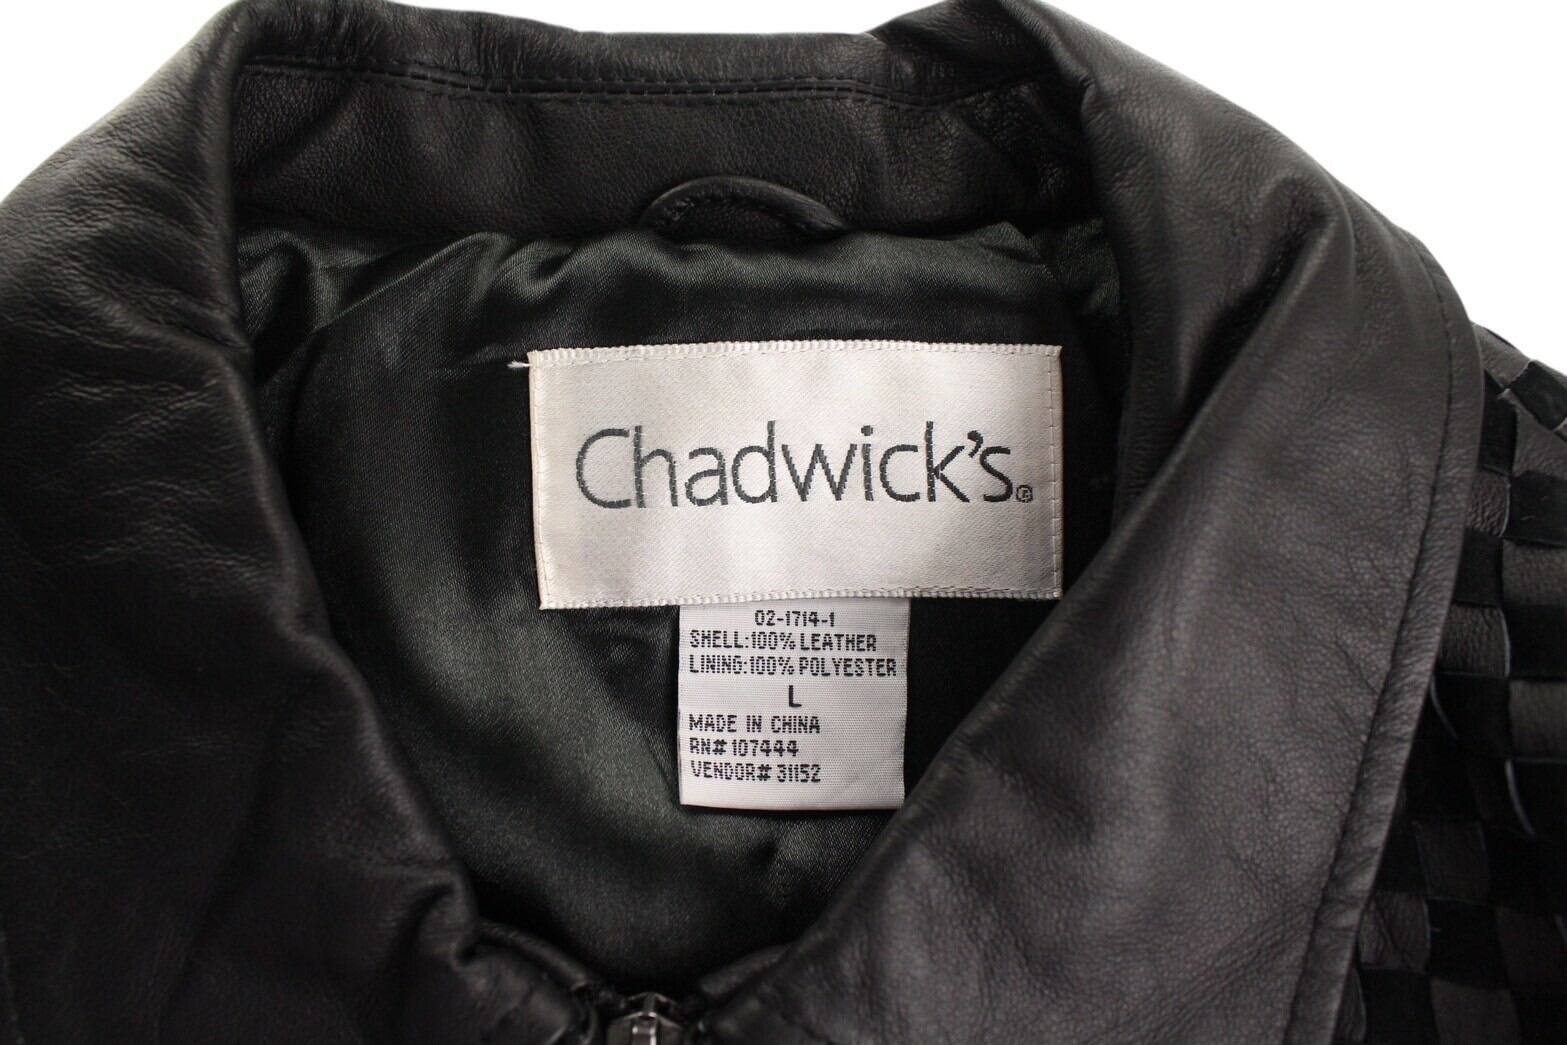 Chadwick's®
02-1714-1
SHELL:100% LEATHER
LINING:100% POLYESTER
L
MADE IN CHINA
RN# 107444
VENDOR# 31152